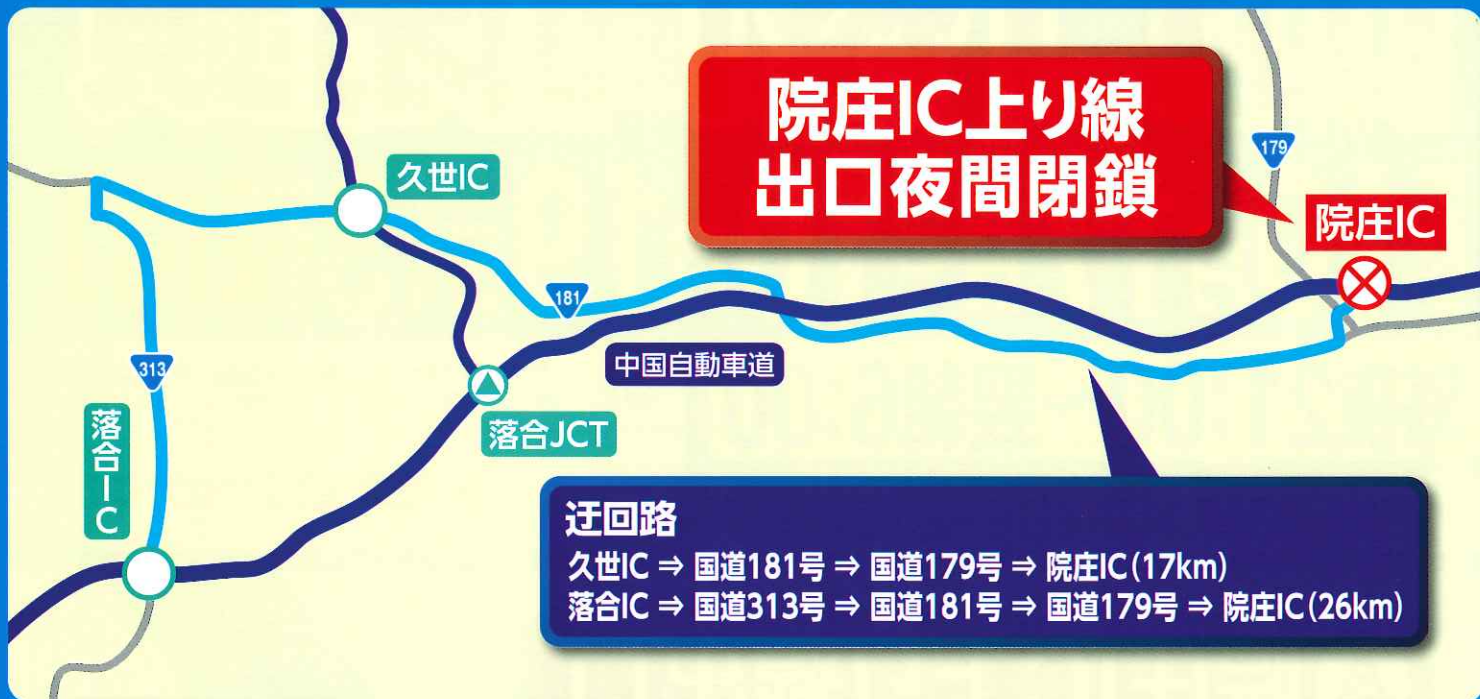 院庄IC上り線
出口夜間閉鎖
179
院庄IC
久世IC
181
中国自動車道
313
落合JCT
落合IC
迂回路
久世IC ⇒ 国道181号 ⇒ 国道179号 ⇒ 院庄IC(17km)
落合IC ⇒ 国道313号 ⇒ 国道181号 ⇒ 国道179号 ⇒ 院庄IC(26km)